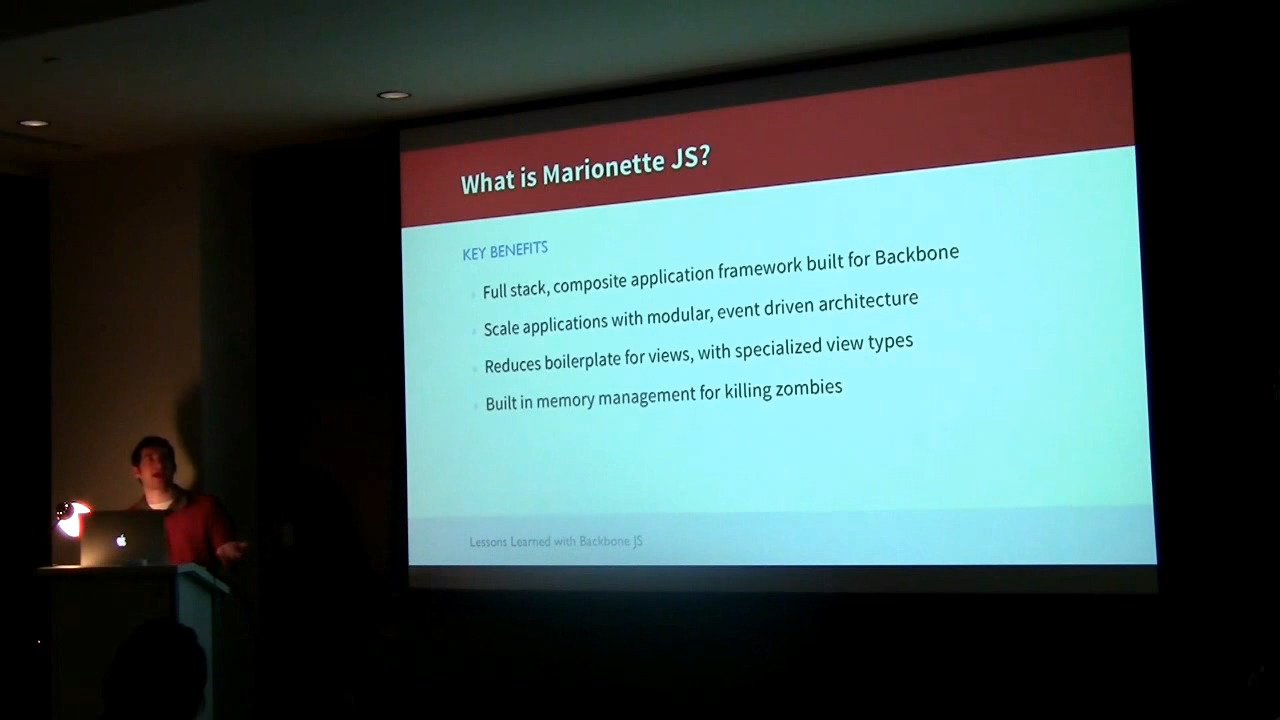 What is Marionette JS?
KEY BENEFITS
Full stack, composite application framework built for Backbone
Scale applications with modular, event driven architecture
Reduces boilerplate for views, with specialized view types
Built in memory management for killing zombies
Lessons Learned with Backbone JS